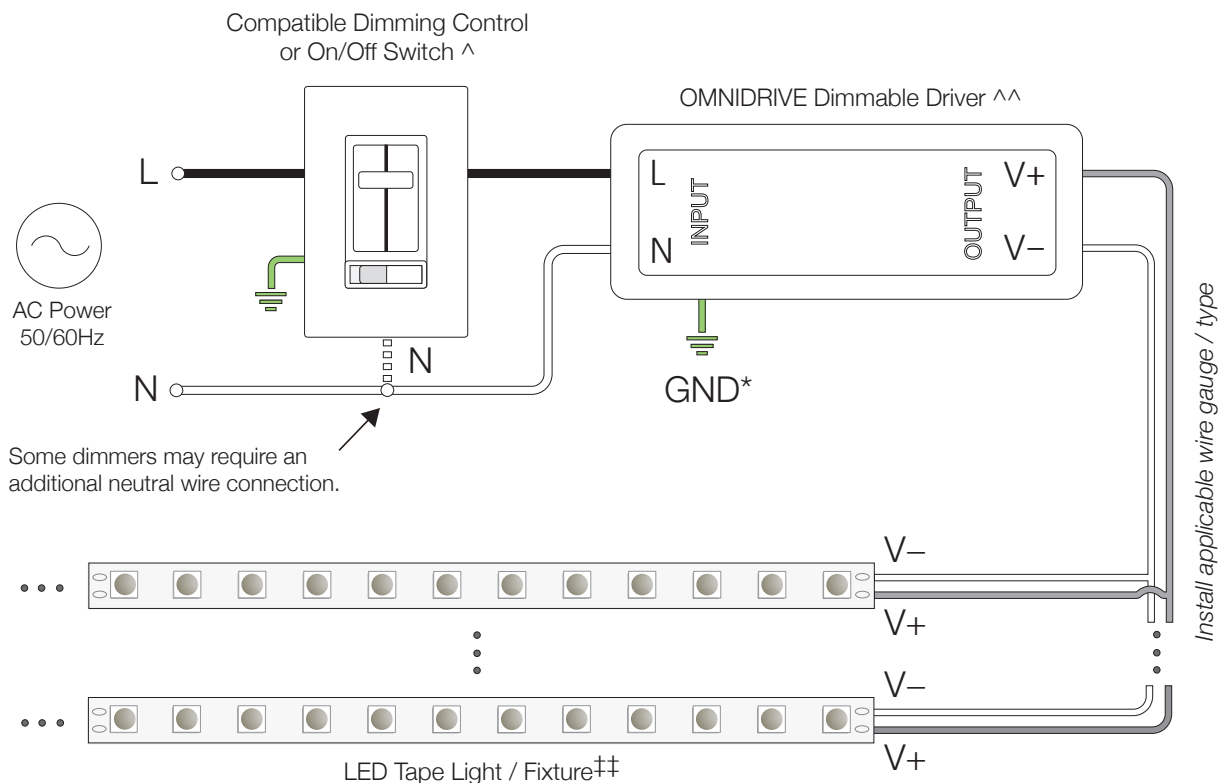 Compatible Dimming Control
or On/Off Switch ^
OMNIDRIVE Dimmable Driver ^^
L
L
INPUT
OUTPUT
V+
N
V–
AC Power
50/60Hz
N
N
GND*
Some dimmers may require an
additional neutral wire connection.
Install applicable wire gauge / type
V–
V+
V–
V+
LED Tape Light / Fixture‡‡